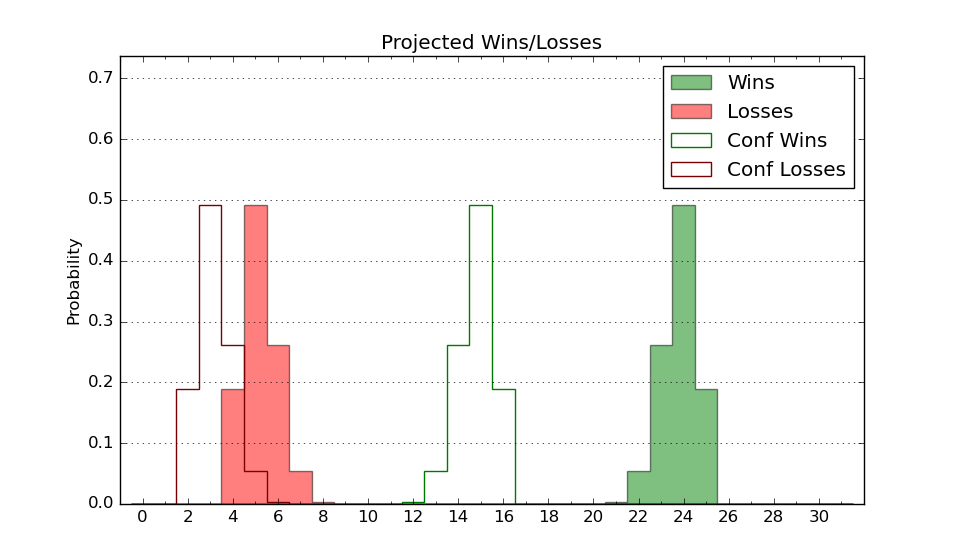 Projected Wins/Losses
Wins
Losses
Conf Wins
Conf Losses
Probability
0.7
0.6
0.5
0.4
0.3
0.2
0.1
0.0
0 2 4 6 8 10 12 14 16 18 20 22 24 26 28 30